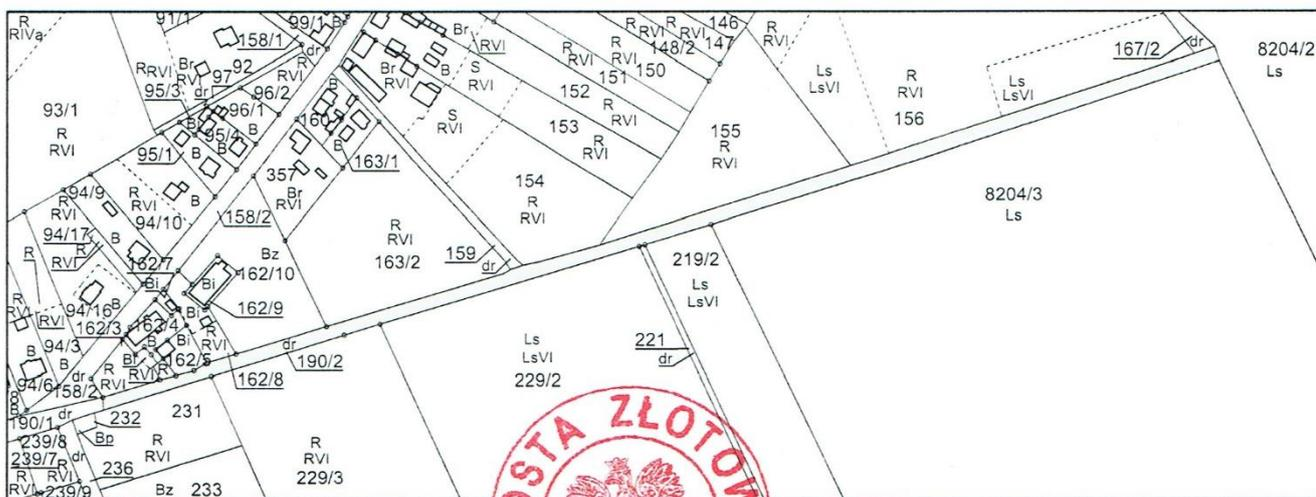 91/1
R
RIVa
158/1
99/1
B
dr
R
RVI
Br
RVI
97
92
R
RVI
95/3
dr
96/2
96/1
93/1
R
RVI
Bi
95/4
B
B
95/1
B
B
160
B
163/1
Br
RVI
B
RVI
R
S
RVI
S
RVI
R
RVI
R
RVI
146
148/2
147
150
151
152
R
RVI
153
R
RVI
154
R
RVI
155
R
RVI
R
RVI
Ls
LsVI
R
RVI
156
Ls
LsVI
167/2
dr
8204/2
Ls
8204/3
Ls
94/9
R
RVI
R
RVI
94/10
B
357
Br
RVI
158/2
R
RVI
163/2
159
dr
94/17
R
RVI
B
162/7
Bi
Bz
162/10
Bi
162/9
R
RVI
R
RVI
94/16
B
162/3
162/4
Bi
R
RVI
B
Bi
94/3
B
Br
162/5
B
94/6
dr
158/2
R
RVI
RVI
162/8
dr
190/2
219/2
Ls
LsVI
221
dr
Ls
LsVI
229/2
8
B
190/1
dr
232
231
Bp
239/8
239/7
R
RVI
dr
R
RVI
236
R
RVI
239/9
Bz
233
R
RVI
229/3
OSTA ZŁOTOW